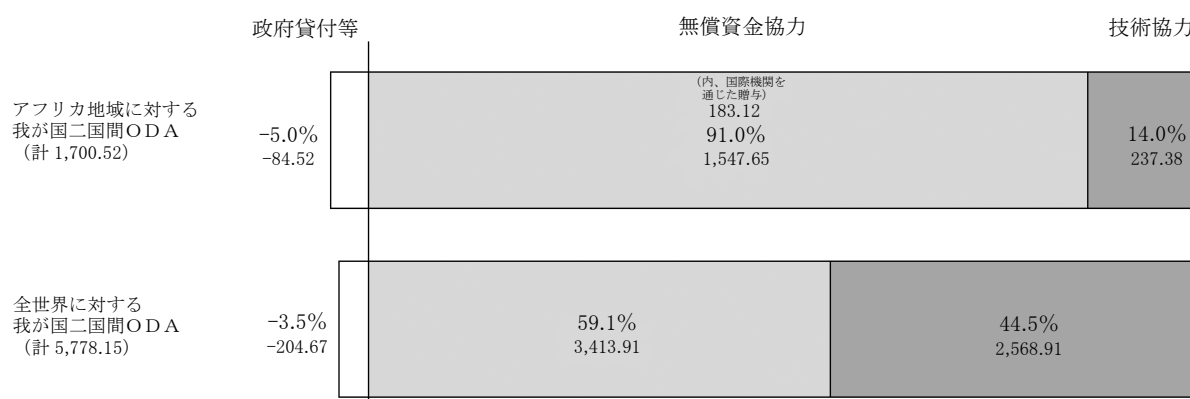 政府貸付等 無償資金協力 技術協力
アフリカ地域に対する
我が国二国間ＯＤＡ
（計 1,700.52）
-5.0%
-84.52
（内、国際機関を
通じた贈与）
183.12
91.0%
1,547.65
14.0%
237.38
全世界に対する
我が国二国間ＯＤＡ
（計 5,778.15）
-3.5%
-204.67
59.1%
3,413.91
44.5%
2,568.91